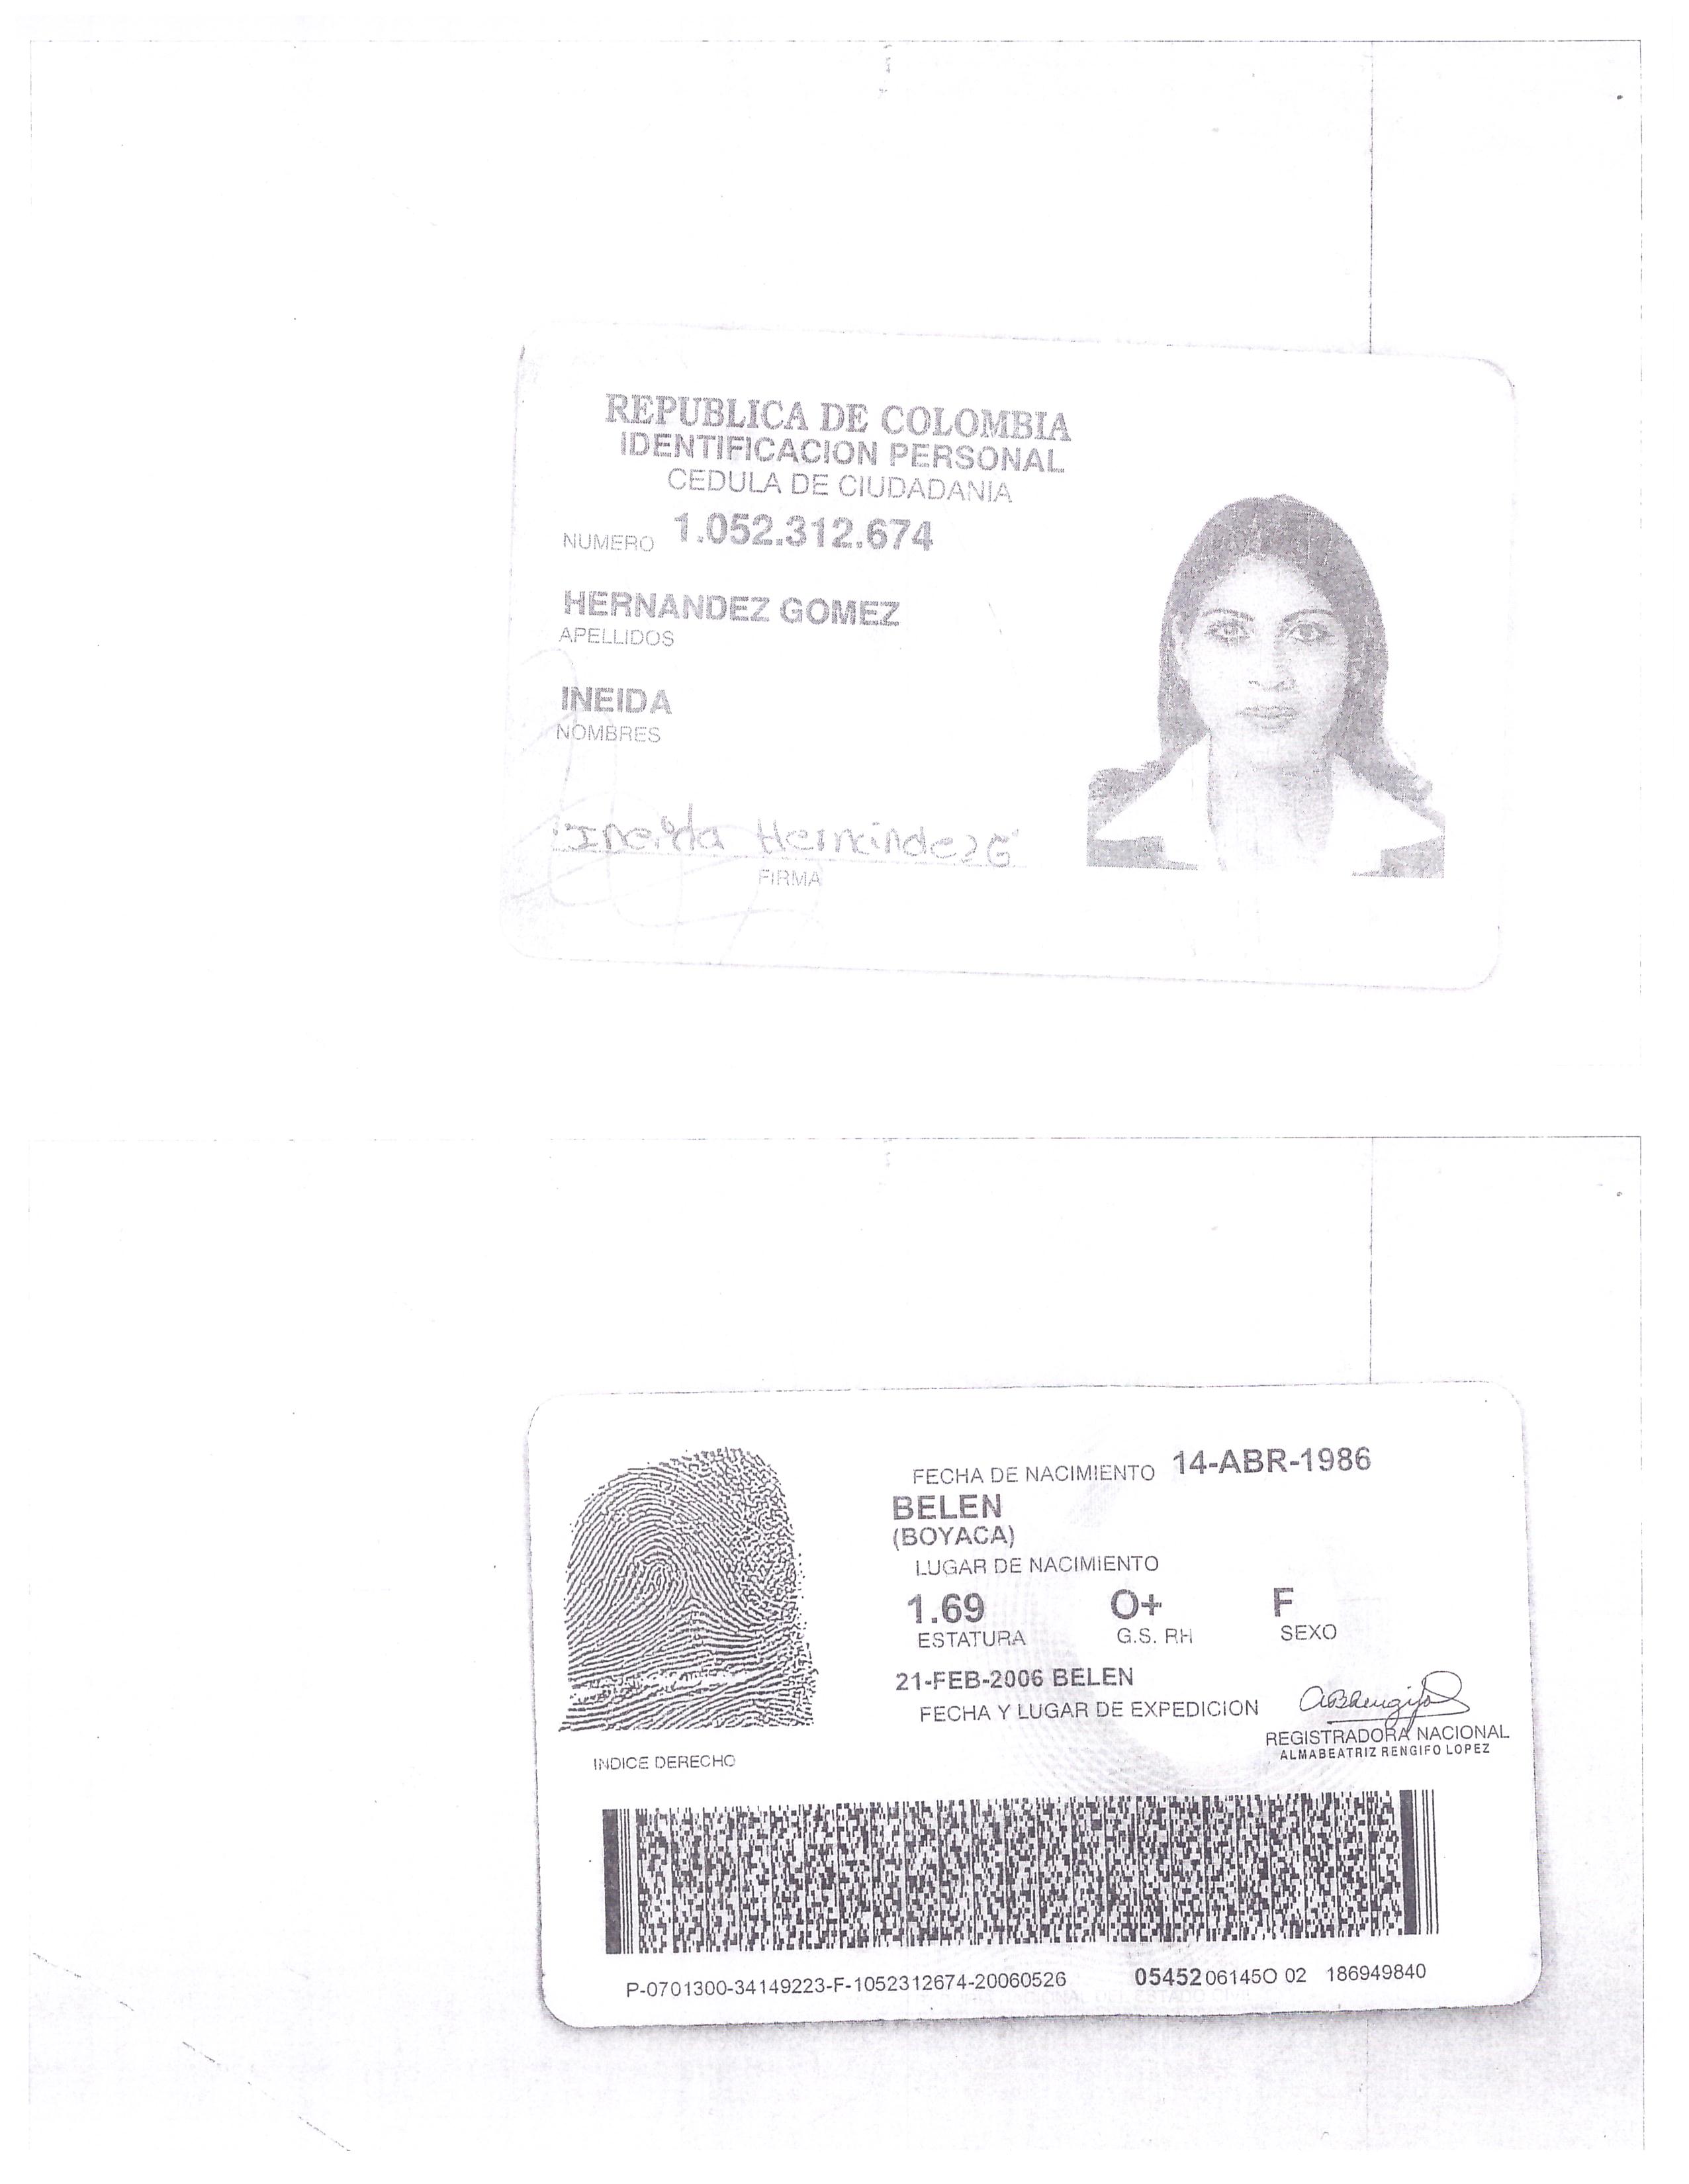 REPUBLICA DE COLOMBIA
IDENTIFICACION PERSONAL
CEDULA DE CIUDADANIA
NUMERO 1.052.312.674
HERNANDEZ GOMEZ
APELLIDOS
INEIDA
NOMBRES
Ineida Hernández G
FIRMA
FECHA DE NACIMIENTO 14-ABR-1986
BELEN
(BOYACA)
LUGAR DE NACIMIENTO
1.69 O+ F
ESTATURA G.S. RH SEXO
21-FEB-2006 BELEN
FECHA Y LUGAR DE EXPEDICION
REGISTRADORA NACIONAL
ALMABEATRIZ RENGIFO LOPEZ
INDICE DERECHO
P-0701300-34149223-F-1052312674-20060526 05452 06145O 02 186949840